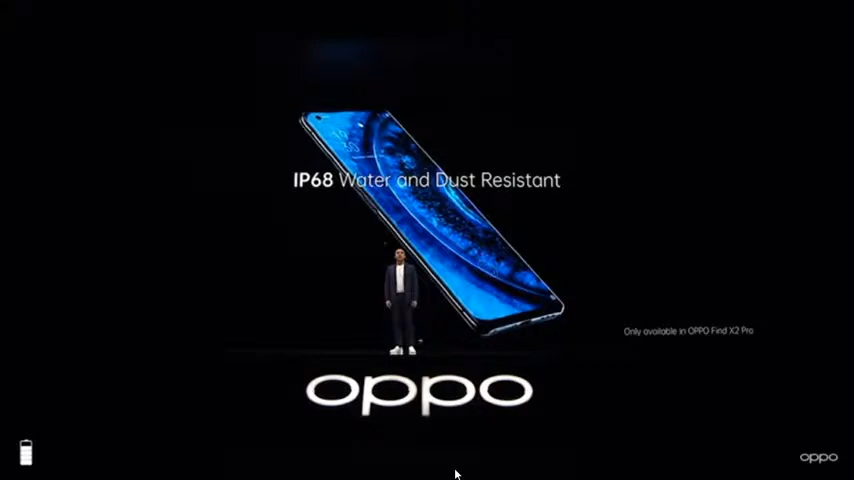 IP68 Water and Dust Resistant
Only available in OPPO Find X2 Pro
oppo
oppo